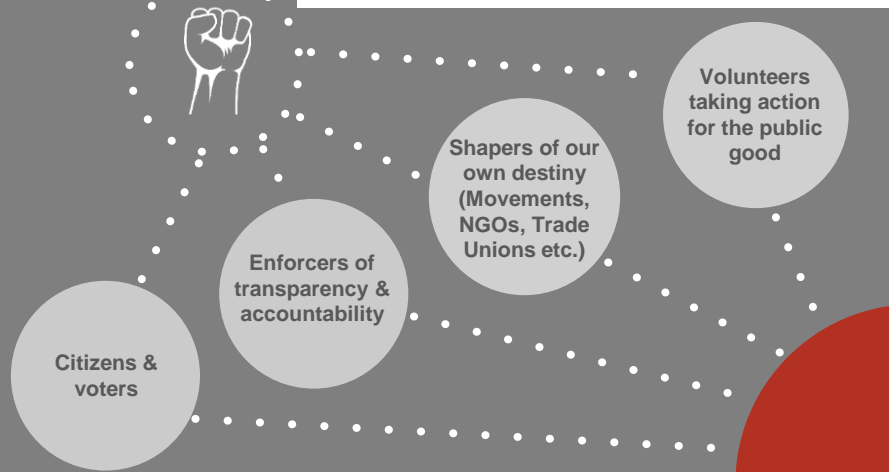 Volunteers
taking action
for the public
good
Shapers of our
own destiny
(Movements,
NGOs, Trade
Unions etc.)
Enforcers of
transparency &
accountability
Citizens &
voters